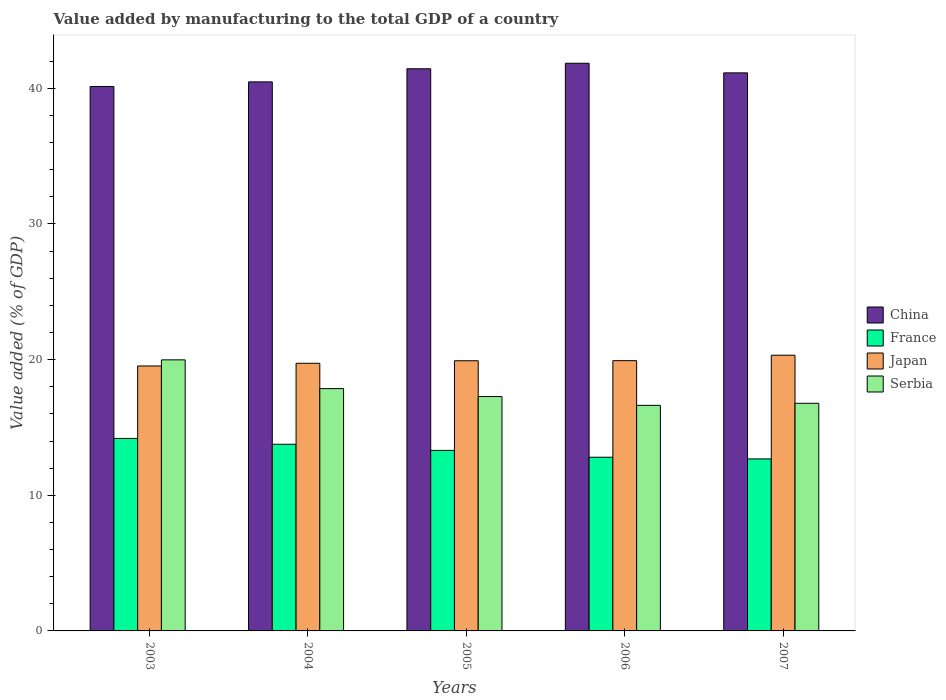 Value added by manufacturing to the total GDP of a country
Value added (% of GDP)
40
30
20
10
0
2003
2004
2005
2006
2007
Years
China
France
Japan
Serbia